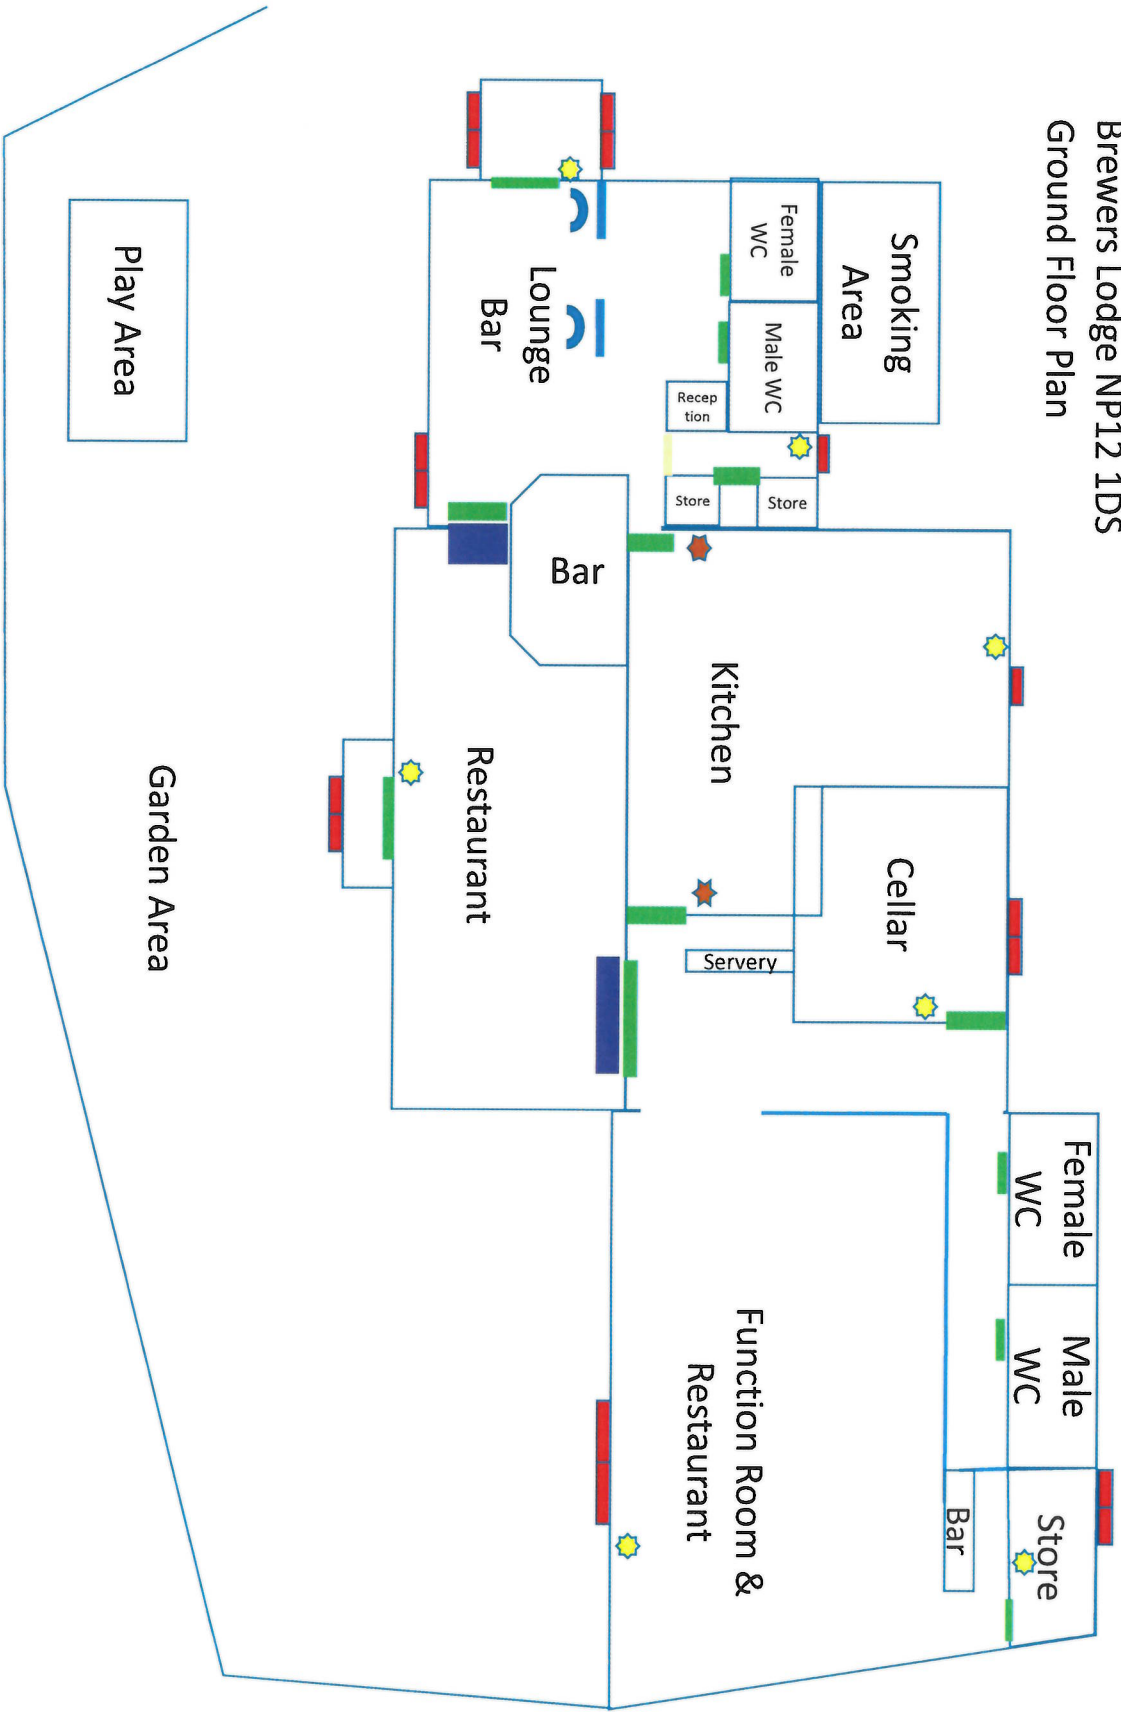 Brewers Lodge NP12 1DS
Ground Floor Plan
Smoking
Area
Female
WC
Male WC
Recep
tion
Store
Store
Lounge
Bar
Bar
Kitchen
Cellar
Servery
Restaurant
Female
WC
Male
WC
Store
Bar
Function Room &
Restaurant
Play Area
Garden Area